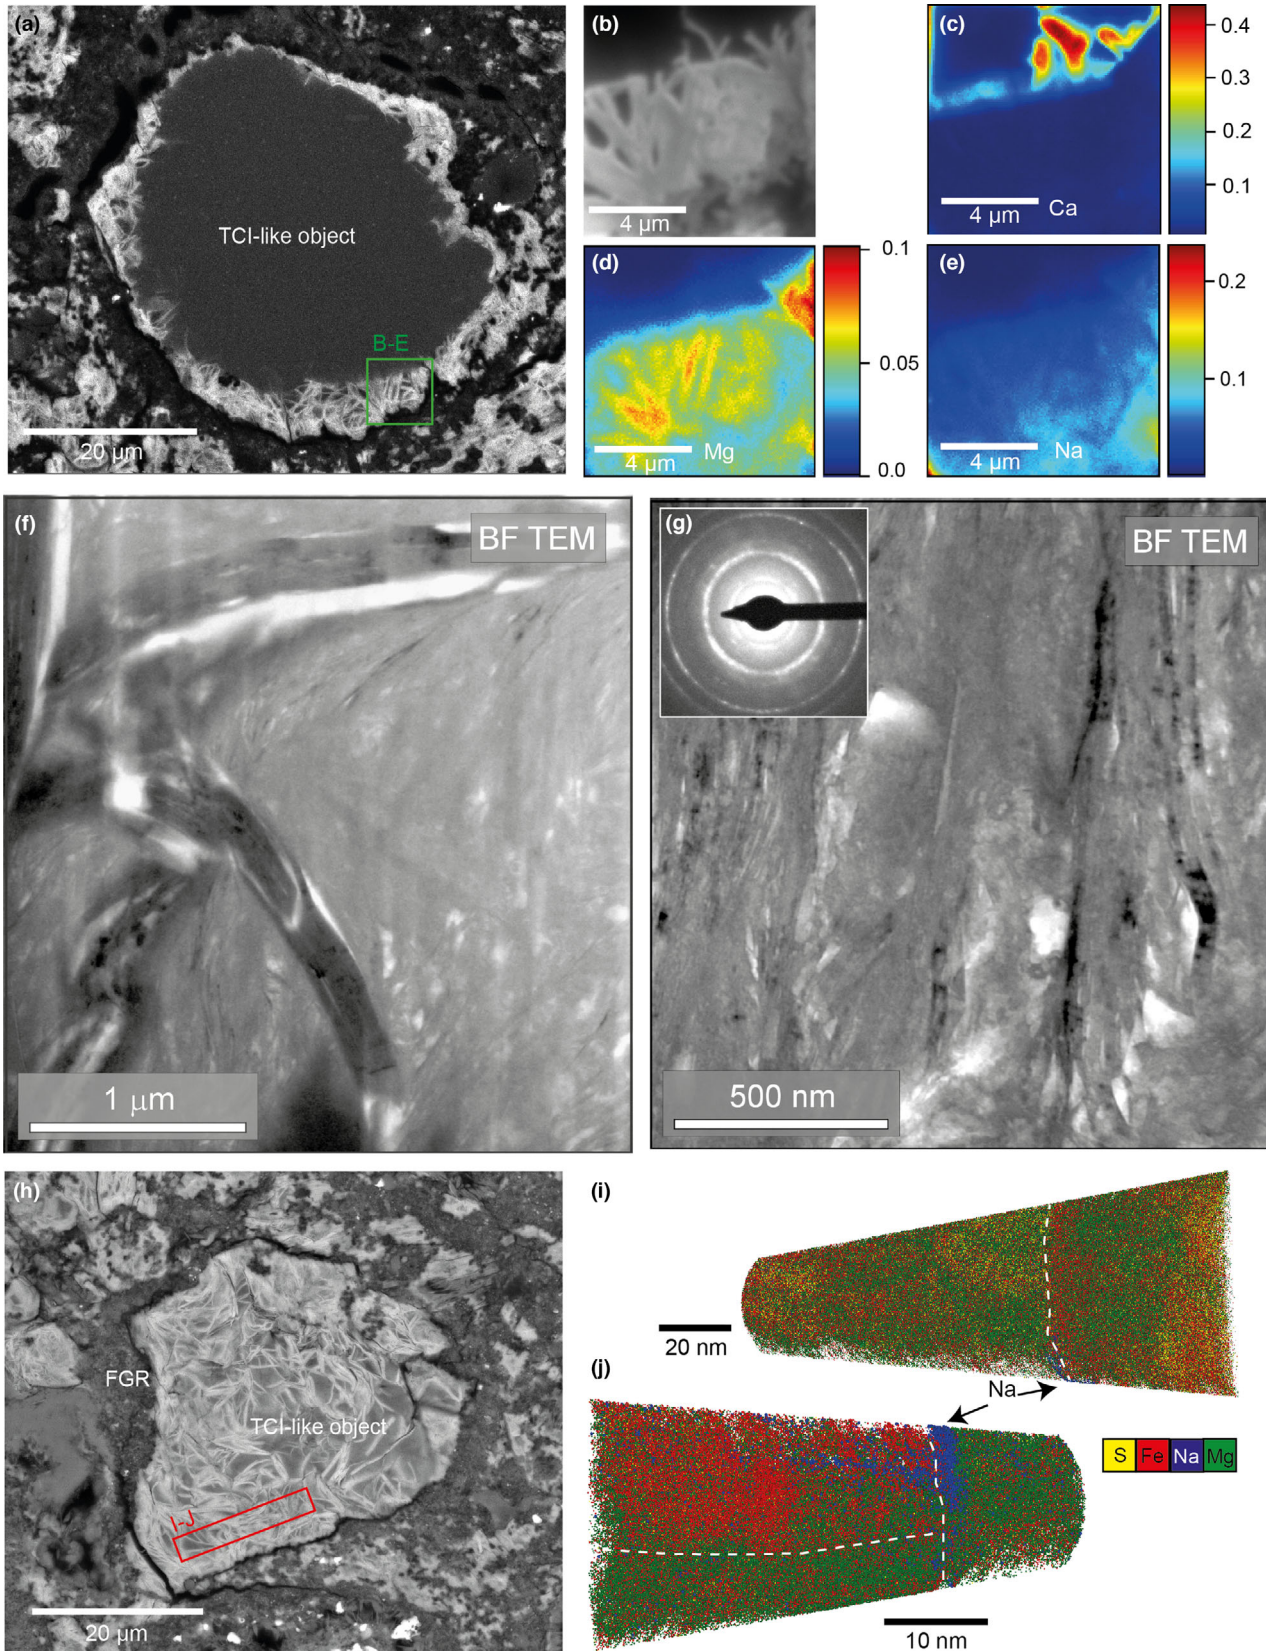 (a)
TCI-like object
B-E
20 µm
(b)
4 µm
(c)
4 µm
Ca
0.4
0.3
0.2
0.1
(d)
4 µm
Mg
0.1
0.05
0.0
(e)
4 µm
Na
0.2
0.1
(f)
BF TEM
1 µm
(g)
BF TEM
500 nm
(h)
FGR
TCI-like object
I-J
20 µm
(i)
20 nm
Na
(j)
10 nm
S Fe Na Mg